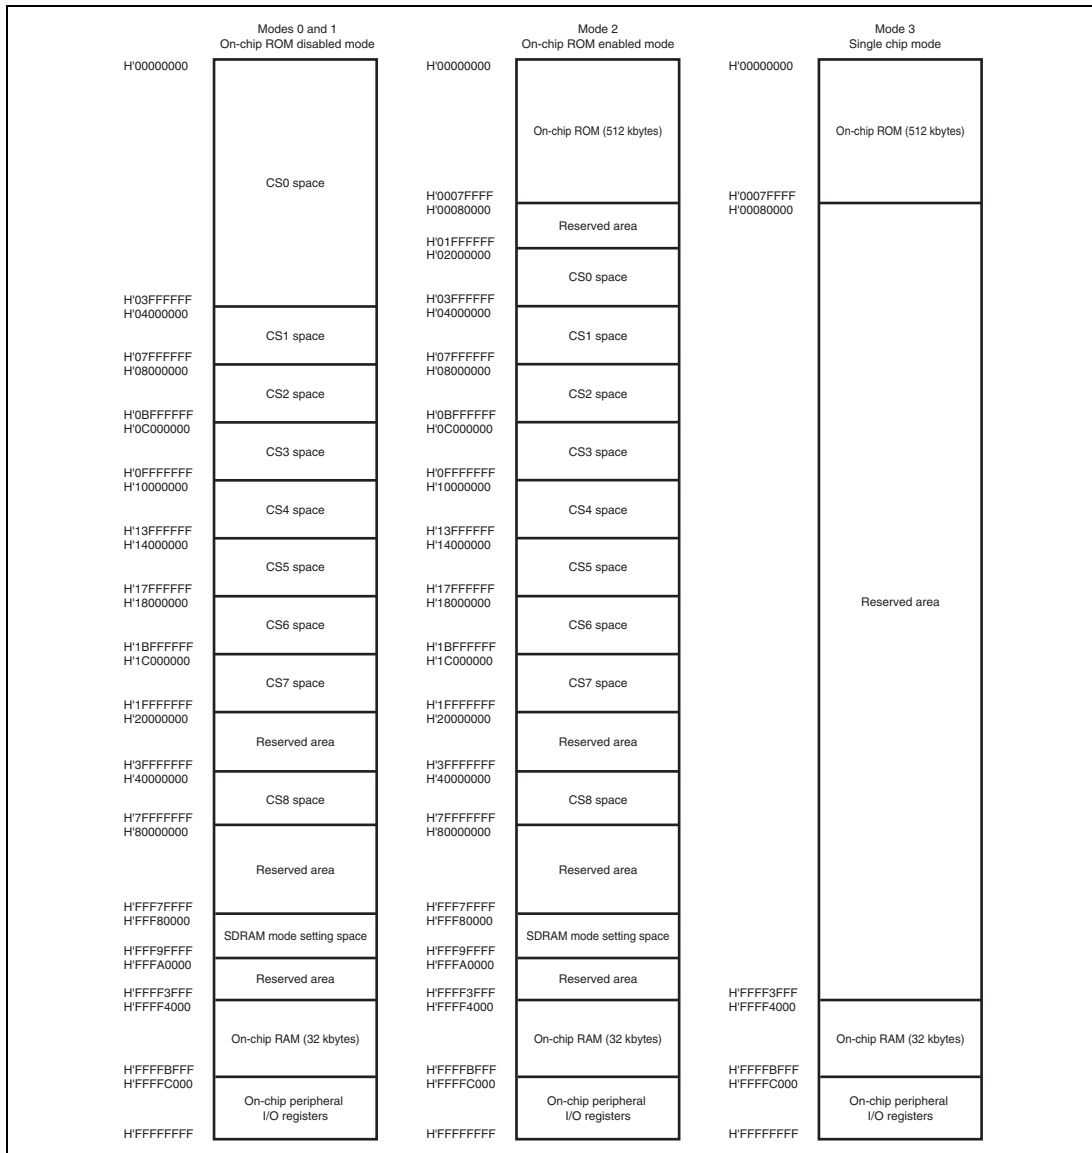 Modes 0 and 1
On-chip ROM disabled mode
H'00000000
CS0 space
H'03FFFFFF
H'04000000
CS1 space
H'07FFFFFF
H'08000000
CS2 space
H'0BFFFFFF
H'0C000000
CS3 space
H'0FFFFFFF
H'10000000
CS4 space
H'13FFFFFF
H'14000000
CS5 space
H'17FFFFFF
H'18000000
CS6 space
H'1BFFFFFF
H'1C000000
CS7 space
H'1FFFFFFF
H'20000000
Reserved area
H'3FFFFFFF
H'40000000
CS8 space
H'7FFFFFFF
H'80000000
Reserved area
H'FFF7FFFF
H'FFF80000
SDRAM mode setting space
H'FFF9FFFF
H'FFFA0000
Reserved area
H'FFFF3FFF
H'FFFF4000
On-chip RAM (32 kbytes)
H'FFFFBFFF
H'FFFFC000
On-chip peripheral
I/O registers
H'FFFFFFFF
Mode 2
On-chip ROM enabled mode
H'00000000
On-chip ROM (512 kbytes)
H'0007FFFF
H'00080000
Reserved area
H'01FFFFFF
H'02000000
CS0 space
H'03FFFFFF
H'04000000
CS1 space
H'07FFFFFF
H'08000000
CS2 space
H'0BFFFFFF
H'0C000000
CS3 space
H'0FFFFFFF
H'10000000
CS4 space
H'13FFFFFF
H'14000000
CS5 space
H'17FFFFFF
H'18000000
CS6 space
H'1BFFFFFF
H'1C000000
CS7 space
H'1FFFFFFF
H'20000000
Reserved area
H'3FFFFFFF
H'40000000
CS8 space
H'7FFFFFFF
H'80000000
Reserved area
H'FFF7FFFF
H'FFF80000
SDRAM mode setting space
H'FFF9FFFF
H'FFFA0000
Reserved area
H'FFFF3FFF
H'FFFF4000
On-chip RAM (32 kbytes)
H'FFFFBFFF
H'FFFFC000
On-chip peripheral
I/O registers
H'FFFFFFFF
Mode 3
Single chip mode
H'00000000
On-chip ROM (512 kbytes)
H'0007FFFF
H'00080000
Reserved area
H'FFFF3FFF
H'FFFF4000
On-chip RAM (32 kbytes)
H'FFFFBFFF
H'FFFFC000
On-chip peripheral
I/O registers
H'FFFFFFFF